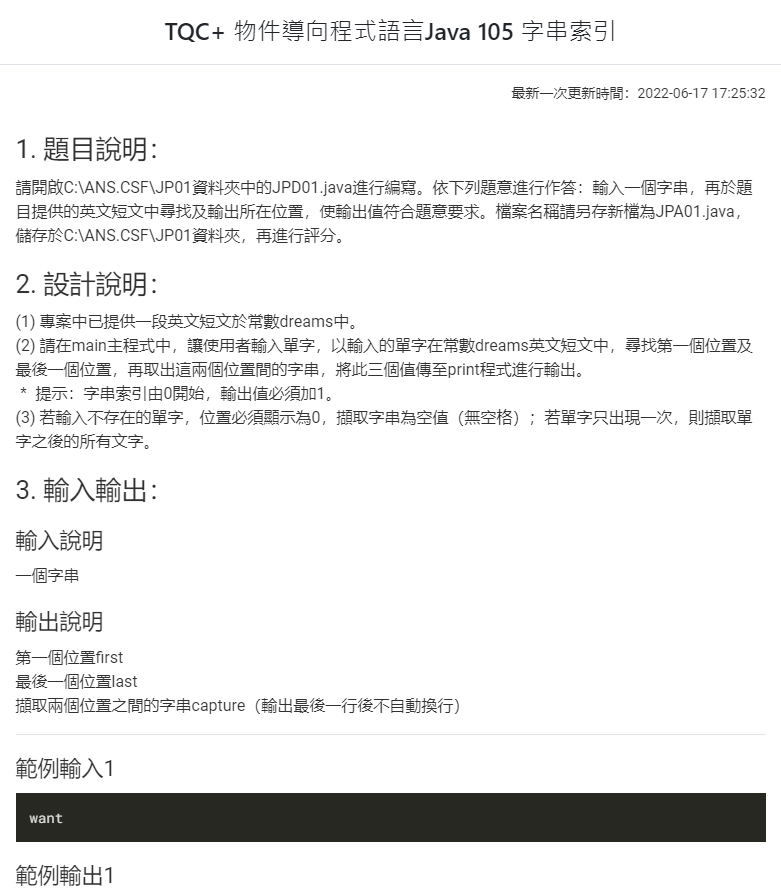 TQC+ 物件導向程式語言Java 105 字串索引
最新一次更新時間：2022-06-17 17:25:32
1. 題目說明：
請開啟C:\ANS.CSF\JP01資料夾中的JPD01.java進行編寫。依下列題意進行作答：輸入一個字串，再於題
目提供的英文短文中尋找及輸出所在位置，使輸出值符合題意要求。檔案名稱請另存新檔為JPA01.java，
儲存於C:\ANS.CSF\JP01資料夾，再進行評分。
2. 設計說明：
(1) 專案中已提供一段英文短文於常數dreams中。
(2) 請在main主程式中，讓使用者輸入單字，以輸入的單字在常數dreams英文短文中，尋找第一個位置及
最後一個位置，再取出這兩個位置間的字串，將此三個值傳至print程式進行輸出。
* 提示：字串索引由0開始，輸出值必須加1。
(3) 若輸入不存在的單字，位置必須顯示為0，擷取字串為空值（無空格）；若單字只出現一次，則擷取單
字之後的所有文字。
3. 輸入輸出：
輸入說明
一個字串
輸出說明
第一個位置first
最後一個位置last
擷取兩個位置之間的字串capture（輸出最後一行後不自動換行）
範例輸入1
want
範例輸出1